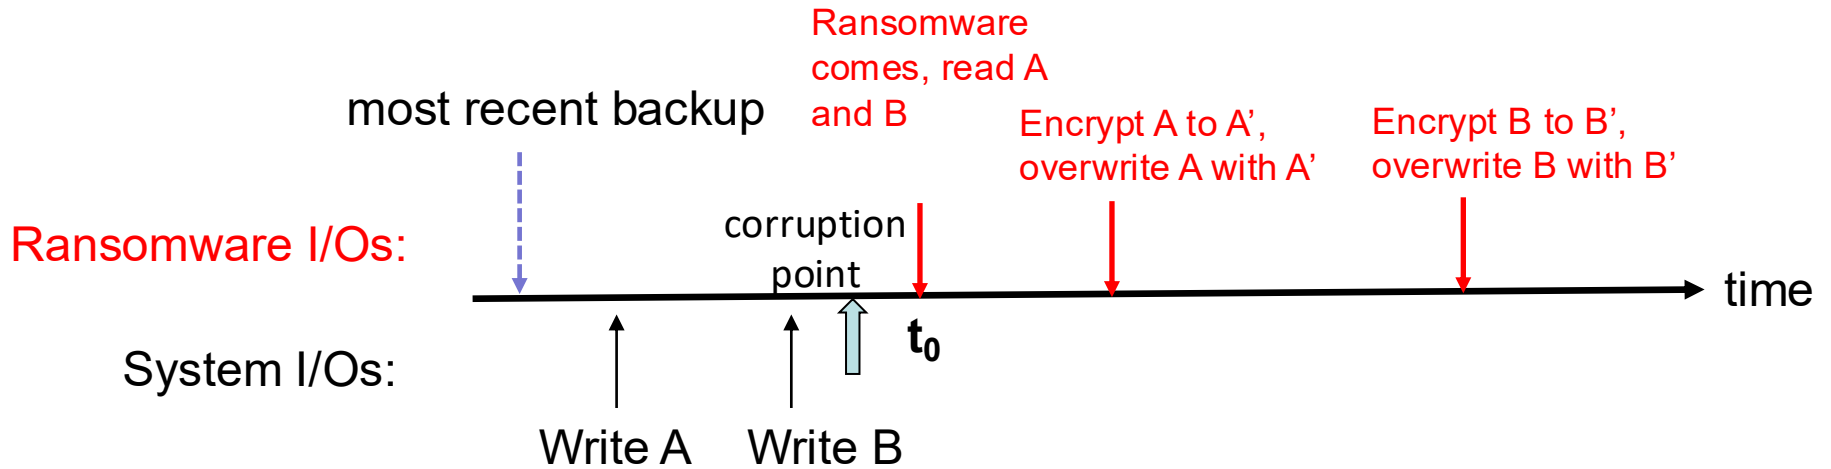 Ransomware
comes, read A
and B
most recent backup
Encrypt A to A’,
overwrite A with A’
Encrypt B to B’,
overwrite B with B’
corruption
point
Ransomware I/Os:
time
t0
System I/Os:
Write A
Write B